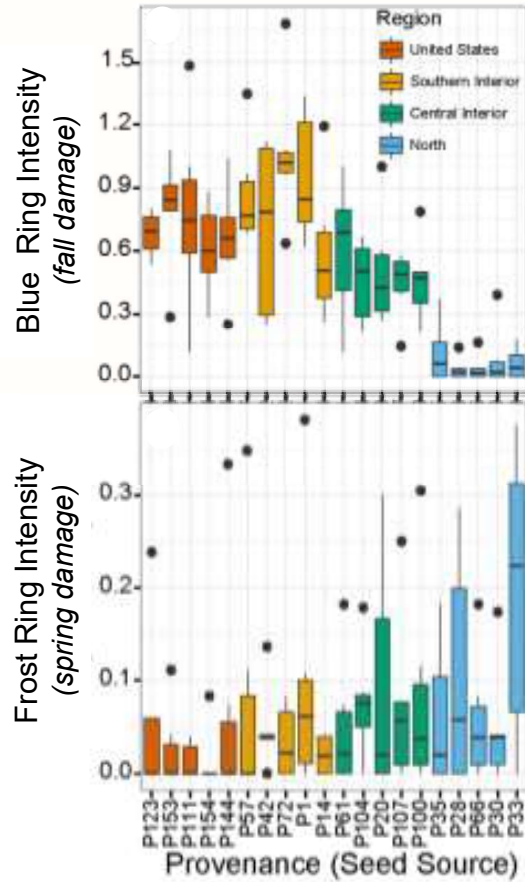 Region
United States
Southern Interior
Central Interior
North
Blue Ring Intensity
(fall damage)
1.5
1.2
0.9
0.6
0.3
0.0
Frost Ring Intensity
(spring damage)
0.3
0.2
0.1
0.0
P123
P153
P111
P154
P144
P57
P42
P72
P1
P14
P61
P104
P20
P107
P100
P35
P28
P66
P30
P33
Provenance (Seed Source)